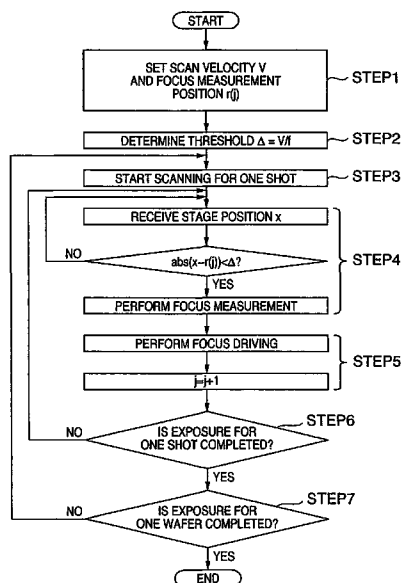 START
SET SCAN VELOCITY V
AND FOCUS MEASUREMENT
POSITION r(j)
STEP1
DETERMINE THRESHOLD Δ = V/f
STEP2
START SCANNING FOR ONE SHOT
STEP3
RECEIVE STAGE POSITION x
NO
abs(x–r(j))<Δ?
STEP4
YES
PERFORM FOCUS MEASUREMENT
PERFORM FOCUS DRIVING
STEP5
j=j+1
STEP6
NO
IS EXPOSURE FOR
ONE SHOT COMPLETED?
YES
STEP7
NO
IS EXPOSURE FOR
ONE WAFER COMPLETED?
YES
END